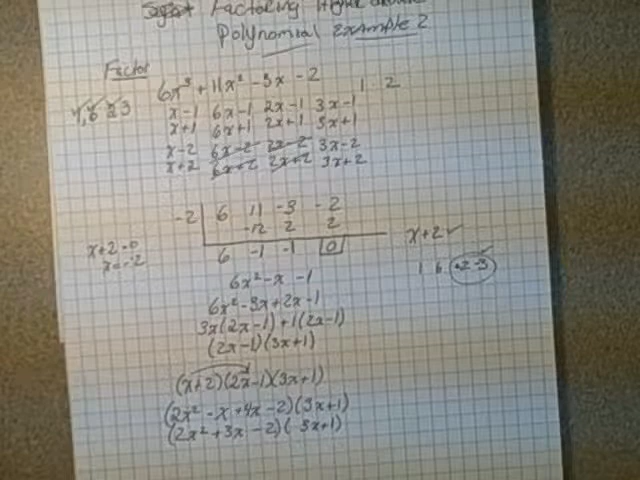 Factoring Higher
Polynomial Example 2
Factor
6x³ + 11x² - 3x - 2
1 2
1, 6 2 3
x-1 6x-1 2x-1 3x-1
x+1 6x+1 2x+1 3x+1
x-2 6x-2 2x-2 3x-2
x+2 6x+2 2x+2 3x+2
-2 6 11 -3 -2
-12 2 2
6 -1 -1 0
x+2=0
x=-2
x+2 ✓
1 6 +2 -3
6x² - x - 1
6x² - 3x + 2x - 1
3x(2x-1) + 1(2x-1)
(2x-1)(3x+1)
(x+2)(2x-1)(3x+1)
(2x² - x + 4x - 2)(3x+1)
(2x² + 3x - 2)(3x+1)